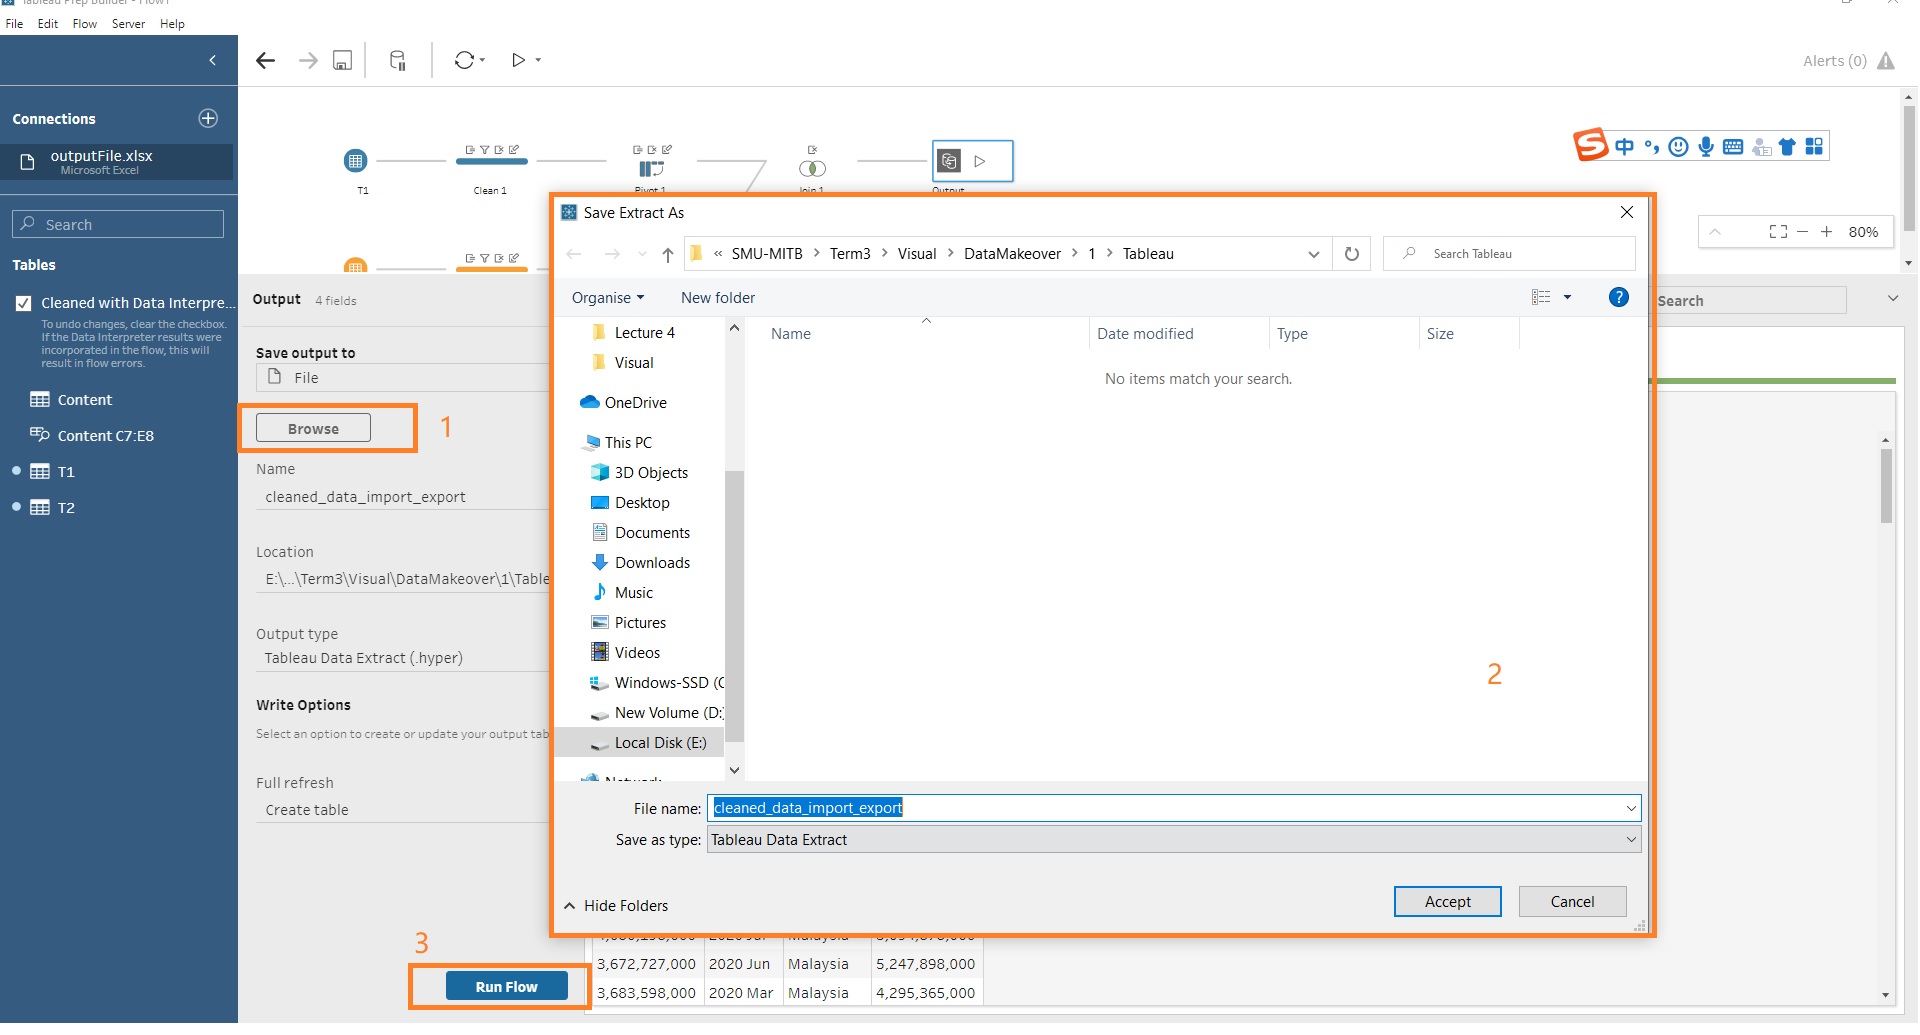 Tableau Prep Builder - Flow1
File Edit Flow Server Help
Alerts (0)
Connections
outputFile.xlsx
Microsoft Excel
Search
Tables
Cleaned with Data Interpre...
To undo changes, clear the checkbox.
If the Data Interpreter results were
incorporated in the flow, this will
result in flow errors.
Content
Content C7:E8
T1
T2
T1
Clean 1
Pivot 1
Join 1
Output
中
80%
Output 4 fields
Search
Save output to
File
Browse
1
Name
cleaned_data_import_export
Location
E:\...\Term3\Visual\DataMakeover\1\Table
Output type
Tableau Data Extract (.hyper)
Write Options
Select an option to create or update your output tab
Full refresh
Create table
3
Run Flow
Save Extract As
« SMU-MITB > Term3 > Visual > DataMakeover > 1 > Tableau
Search Tableau
Organise
New folder
?
Name Date modified Type Size
No items match your search.
Lecture 4
Visual
OneDrive
This PC
3D Objects
Desktop
Documents
Downloads
Music
Pictures
Videos
Windows-SSD (C
New Volume (D:
Local Disk (E:)
Network
2
File name: cleaned_data_import_export
Save as type: Tableau Data Extract
Hide Folders
Accept
Cancel
Malaysia
3,672,727,000 2020 Jun Malaysia 5,247,898,000
3,683,598,000 2020 Mar Malaysia 4,295,365,000